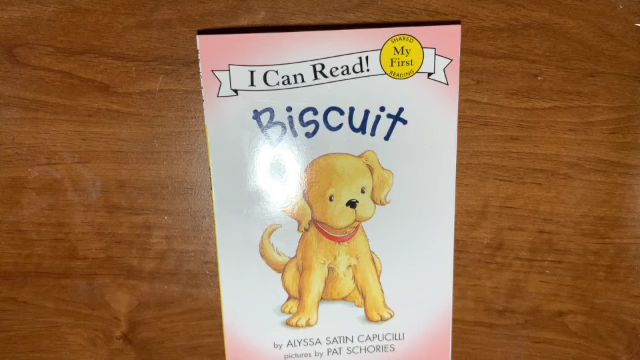 I Can Read!
SHARED
My
First
READING
Biscuit
by ALYSSA SATIN CAPUCILLI
pictures by PAT SCHORIES